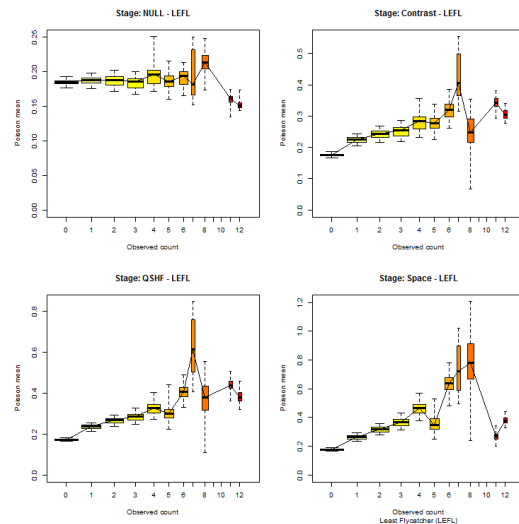 Stage: NULL - LEFL
Poisson mean
0.00 0.05 0.10 0.15 0.20 0.25
0 1 2 3 4 5 6 8 10 12
Observed count
Stage: Contrast - LEFL
Poisson mean
0.0 0.1 0.2 0.3 0.4 0.5
0 1 2 3 4 5 6 8 10 12
Observed count
Stage: QSHF - LEFL
Poisson mean
0.0 0.2 0.4 0.6 0.8
0 1 2 3 4 5 6 8 10 12
Observed count
Stage: Space - LEFL
Poisson mean
0.0 0.2 0.4 0.6 0.8 1.0 1.2
0 1 2 3 4 5 6 8 10 12
Observed count
Least Flycatcher (LEFL)